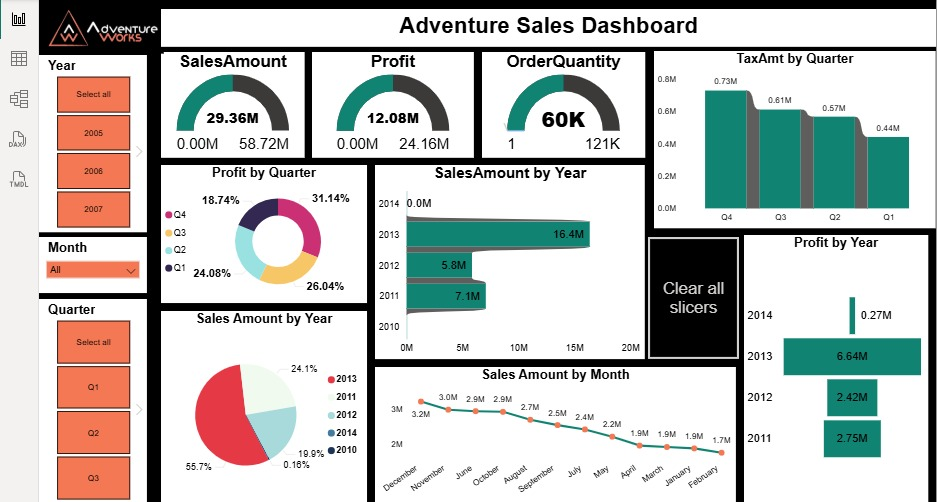 Adventure
Works
Adventure Sales Dashboard
Year
Select all
2005
2006
2007
Month
All
Quarter
Select all
Q1
Q2
Q3
DAX
TMDL
SalesAmount
29.36M
0.00M 58.72M
Profit
12.08M
0.00M 24.16M
OrderQuantity
60K
1 121K
TaxAmt by Quarter
0.8M
0.6M
0.4M
0.2M
0.0M
0.73M
0.61M
0.57M
0.44M
Q4 Q3 Q2 Q1
Profit by Quarter
18.74% 31.14%
24.08% 26.04%
Q4
Q3
Q2
Q1
SalesAmount by Year
2014 0.0M
2013 16.4M
2012 5.8M
2011 7.1M
2010
0M 5M 10M 15M 20M
Clear all
slicers
Profit by Year
2014 0.27M
2013 6.64M
2012 2.42M
2011 2.75M
Sales Amount by Year
24.1%
19.9%
0.16%
55.7%
2013
2011
2012
2014
2010
Sales Amount by Month
3M
2M
3.2M 3.0M 2.9M 2.9M 2.7M 2.5M 2.4M 2.2M 1.9M 1.9M 1.9M 1.7M
December November June October August September July May April March January February